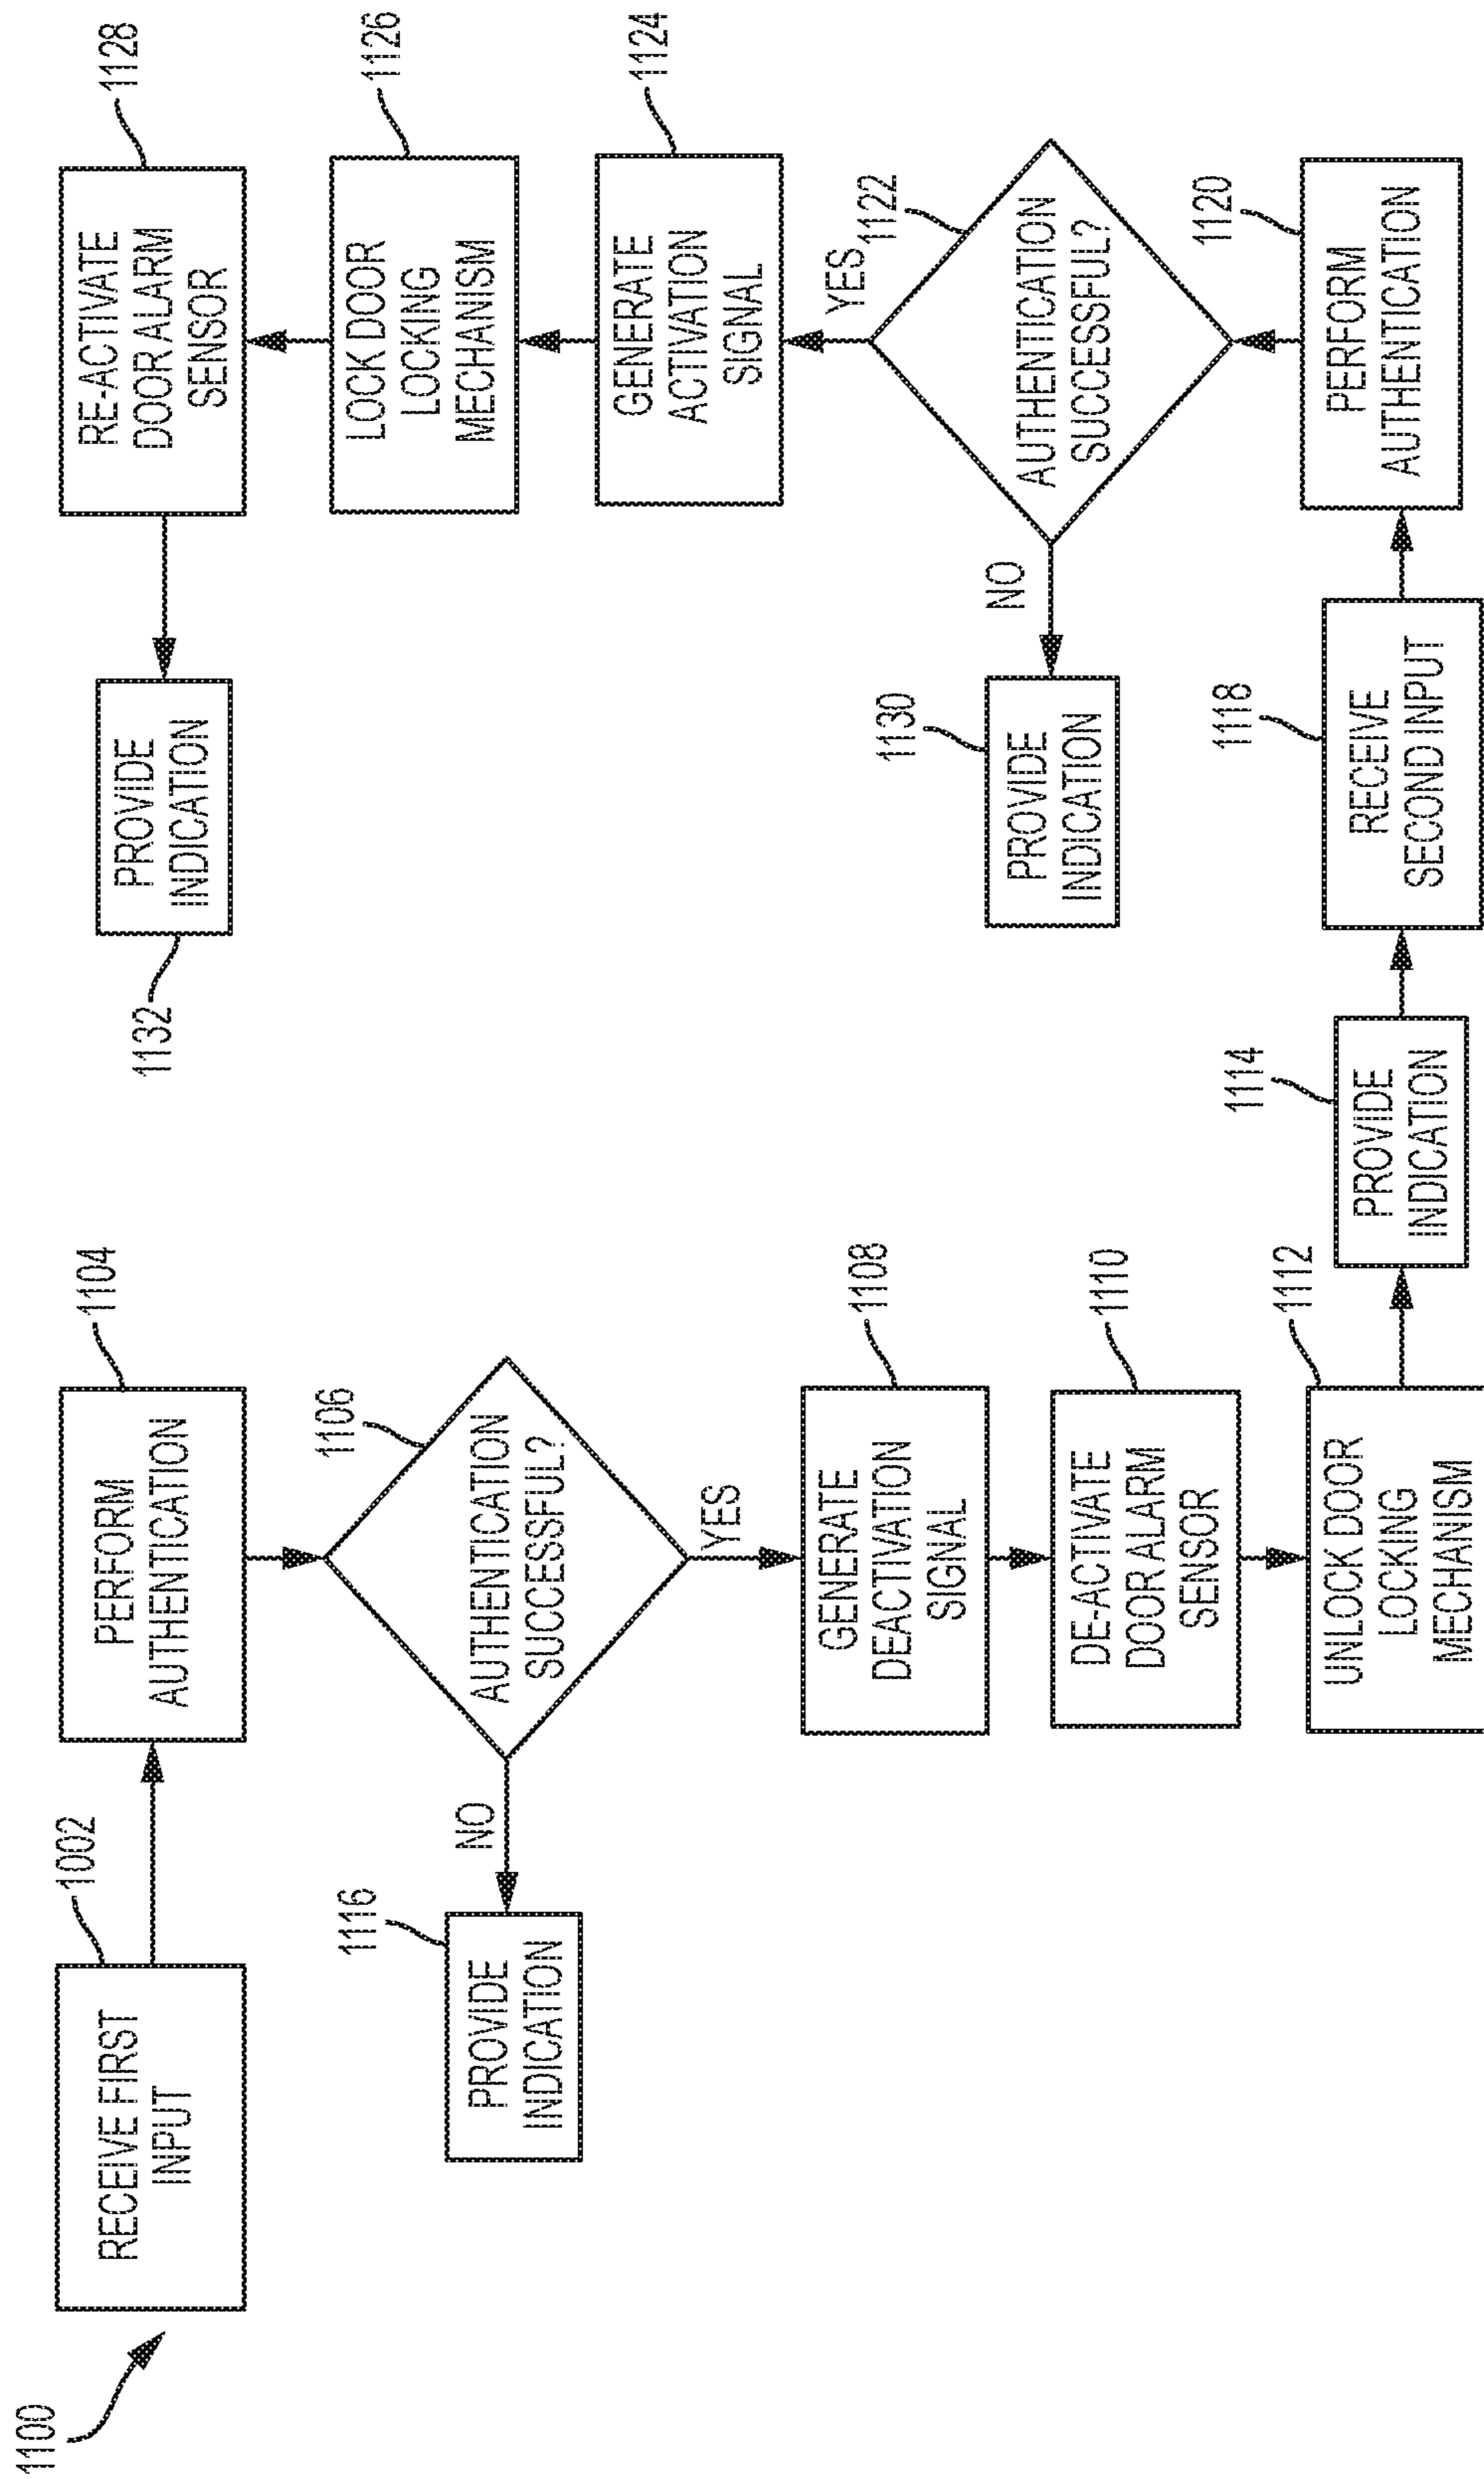 1100
1002
RECEIVE FIRST
INPUT
1104
PERFORM
AUTHENTICATION
1106
AUTHENTICATION
SUCCESSFUL?
NO
1116
PROVIDE
INDICATION
YES
1108
GENERATE
DEACTIVATION
SIGNAL
1110
DE-ACTIVATE
DOOR ALARM
SENSOR
1112
UNLOCK DOOR
LOCKING
MECHANISM
1114
PROVIDE
INDICATION
1118
RECEIVE
SECOND INPUT
1120
PERFORM
AUTHENTICATION
1122
AUTHENTICATION
SUCCESSFUL?
NO
1130
PROVIDE
INDICATION
YES
1124
GENERATE
ACTIVATION
SIGNAL
1126
LOCK DOOR
LOCKING
MECHANISM
1128
RE-ACTIVATE
DOOR ALARM
SENSOR
1132
PROVIDE
INDICATION